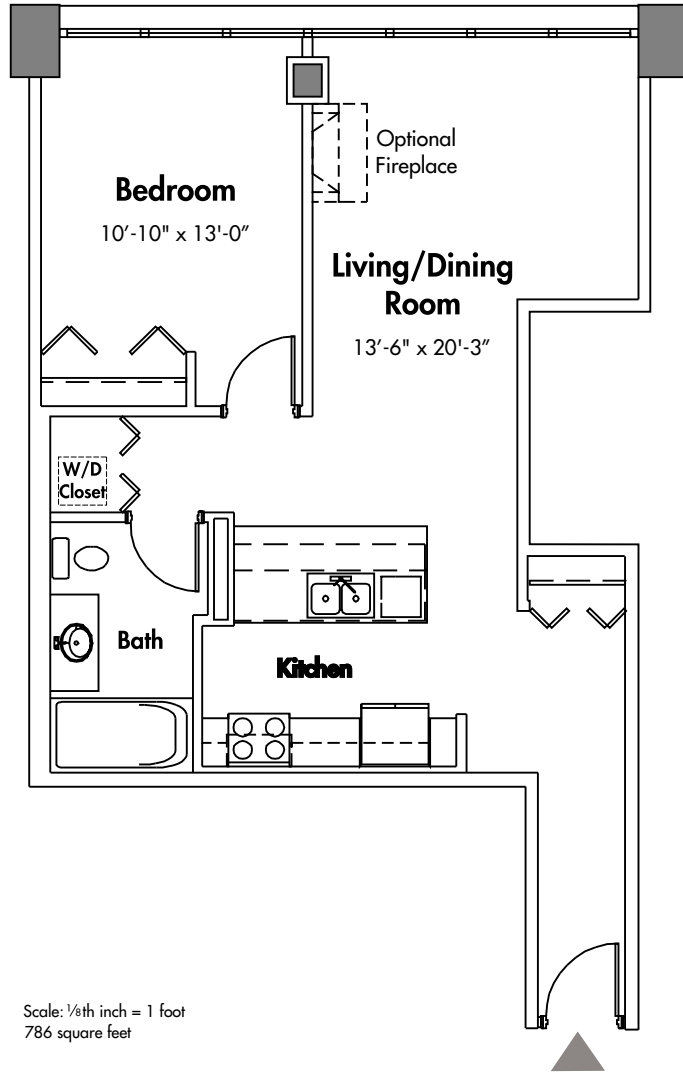 Optional
Fireplace
Bedroom
10’-10" x 13'-0”
Living/Dining
Room
13’-6" x 20'-3”
W/D
Closet
Bath
Kitchen
Scale: ⅛th inch = 1 foot
786 square feet